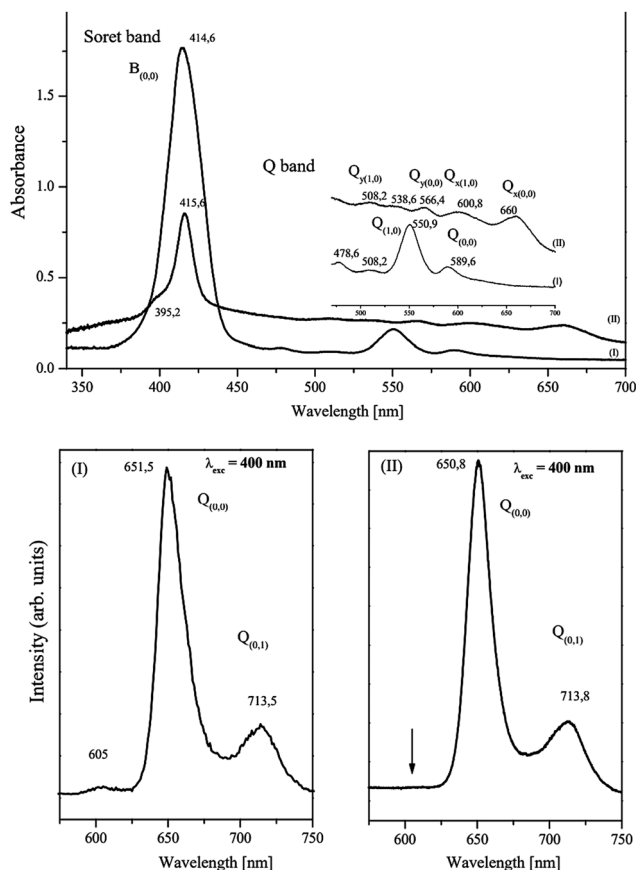 Soret band
414,6
B(0,0)
415,6
395,2
Q band
Qy(1,0)
Qy(0,0)
Qx(1,0)
Qx(0,0)
508,2
538,6
566,4
600,8
660
(II)
Q(1,0)
550,9
Q(0,0)
478,6
508,2
589,6
(I)
500 550 600 650 700
(II)
(I)
Absorbance
1.5
1.0
0.5
0.0
350 400 450 500 550 600 650 700
Wavelength [nm]
(I)
λexc = 400 nm
651,5
Q(0,0)
Q(0,1)
713,5
605
Intensity (arb. units)
600 650 700 750
Wavelength [nm]
(II)
λexc = 400 nm
650,8
Q(0,0)
Q(0,1)
713,8
600 650 700 750
Wavelength [nm]